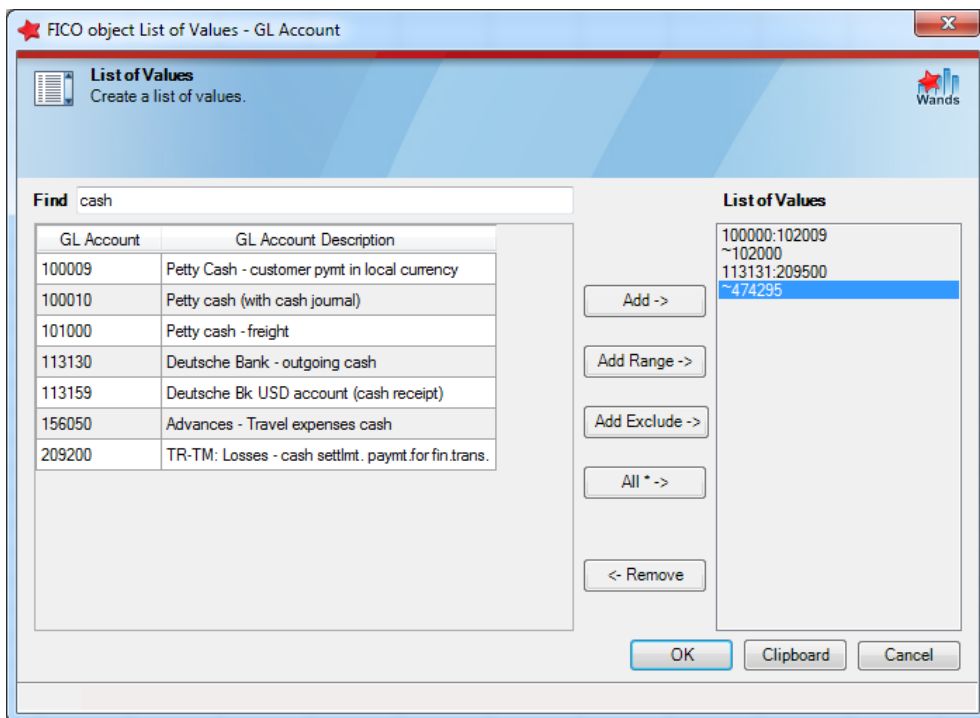 FICO object List of Values - GL Account
List of Values
Create a list of values.
Wands
Find cash
List of Values
GL Account GL Account Description
100009 Petty Cash - customer pymt in local currency
100010 Petty cash (with cash journal)
101000 Petty cash - freight
113130 Deutsche Bank - outgoing cash
113159 Deutsche Bk USD account (cash receipt)
156050 Advances - Travel expenses cash
209200 TR-TM: Losses - cash settlmt. paymt.for fin.trans.
Add ->
Add Range ->
Add Exclude ->
All * ->
<- Remove
100000:102009
~102000
113131:209500
~474295
OK Clipboard Cancel